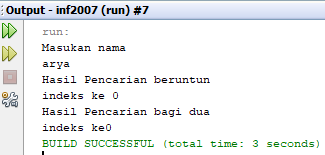 Output - inf2007 (run) #7
run:
Masukan nama
arya
Hasil Pencarian beruntun
indeks ke 0
Hasil Pencarian bagi dua
indeks ke0
BUILD SUCCESSFUL (total time: 3 seconds)